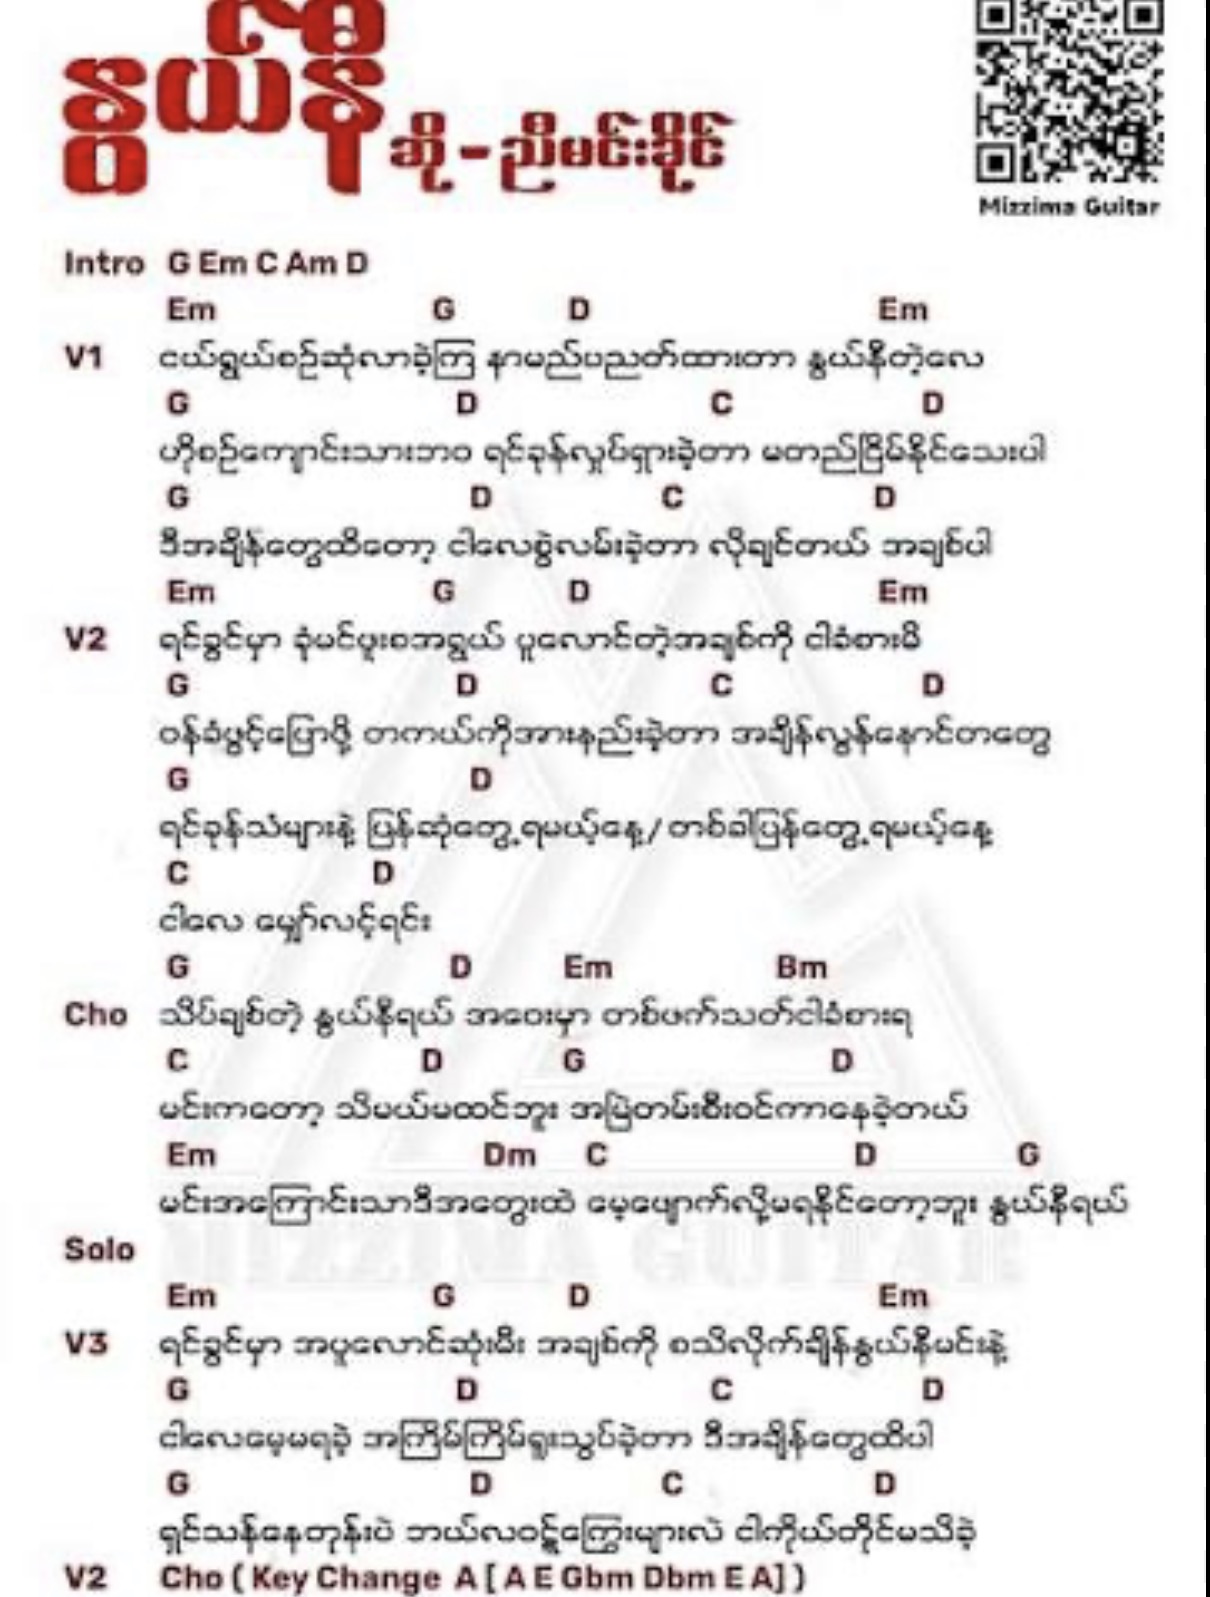 နွယ်နီ ဆို - ညီမင်းခိုင်
Mizzima Guitar
Intro G Em C Am D
Em G D Em
V1 ငယ်ရွယ်စဉ်ဆုံလာခဲ့ကြ နာမည်ပညတ်ထားတာ နွယ်နီတဲ့လေ
G D C D
ဟိုစဉ်ကျောင်းသားဘဝ ရင်ခုန်လှုပ်ရှားခဲ့တာ မတည်ငြိမ်နိုင်သေးပါ
G D C D
ဒီအချိန်တွေထိတော့ ငါလေစွဲလမ်းခဲ့တာ လိုချင်တယ် အချစ်ပါ
Em G D Em
V2 ရင်ခွင်မှာ ခုံမင်ဖူးစအရွယ် ပူလောင်တဲ့အချစ်ကို ငါခံစားမိ
G D C D
ဝန်ခံဖွင့်ပြောဖို့ တကယ်ကိုအားနည်းခဲ့တာ အချိန်လွန်နောင်တတွေ
G D
ရင်ခုန်သံများနဲ့ ပြန်ဆုံတွေ့ရမယ့်နေ့/တစ်ခါပြန်တွေ့ရမယ့်နေ့
C D
ငါလေ မျှော်လင့်ရင်း
G D Em Bm
Cho သိပ်ချစ်တဲ့ နွယ်နီရယ် အဝေးမှာ တစ်ဖက်သတ်ငါခံစားရ
C D G D
မင်းကတော့ သိမယ်မထင်ဘူး အမြဲတမ်းစီးဝင်ကာနေခဲ့တယ်
Em Dm C D G
မင်းအကြောင်းသာဒီအတွေးထဲ မေ့ဖျောက်လို့မရနိုင်တော့ဘူး နွယ်နီရယ်
Solo
Em G D Em
V3 ရင်ခွင်မှာ အပူလောင်ဆုံးမီး အချစ်ကို စသိလိုက်ချိန်နွယ်နီမင်းနဲ့
G D C D
ငါလေမေ့မရခဲ့ အကြိမ်ကြိမ်ရူးသွပ်ခဲ့တာ ဒီအချိန်တွေထိပါ
G D C D
ရှင်သန်နေတုန်းပဲ ဘယ်လဝဋ်ကြွေးများလဲ ငါကိုယ်တိုင်မသိခဲ့
V2 Cho ( Key Change A [ A E Gbm Dbm E A] )
MIZZIMA GUITAR